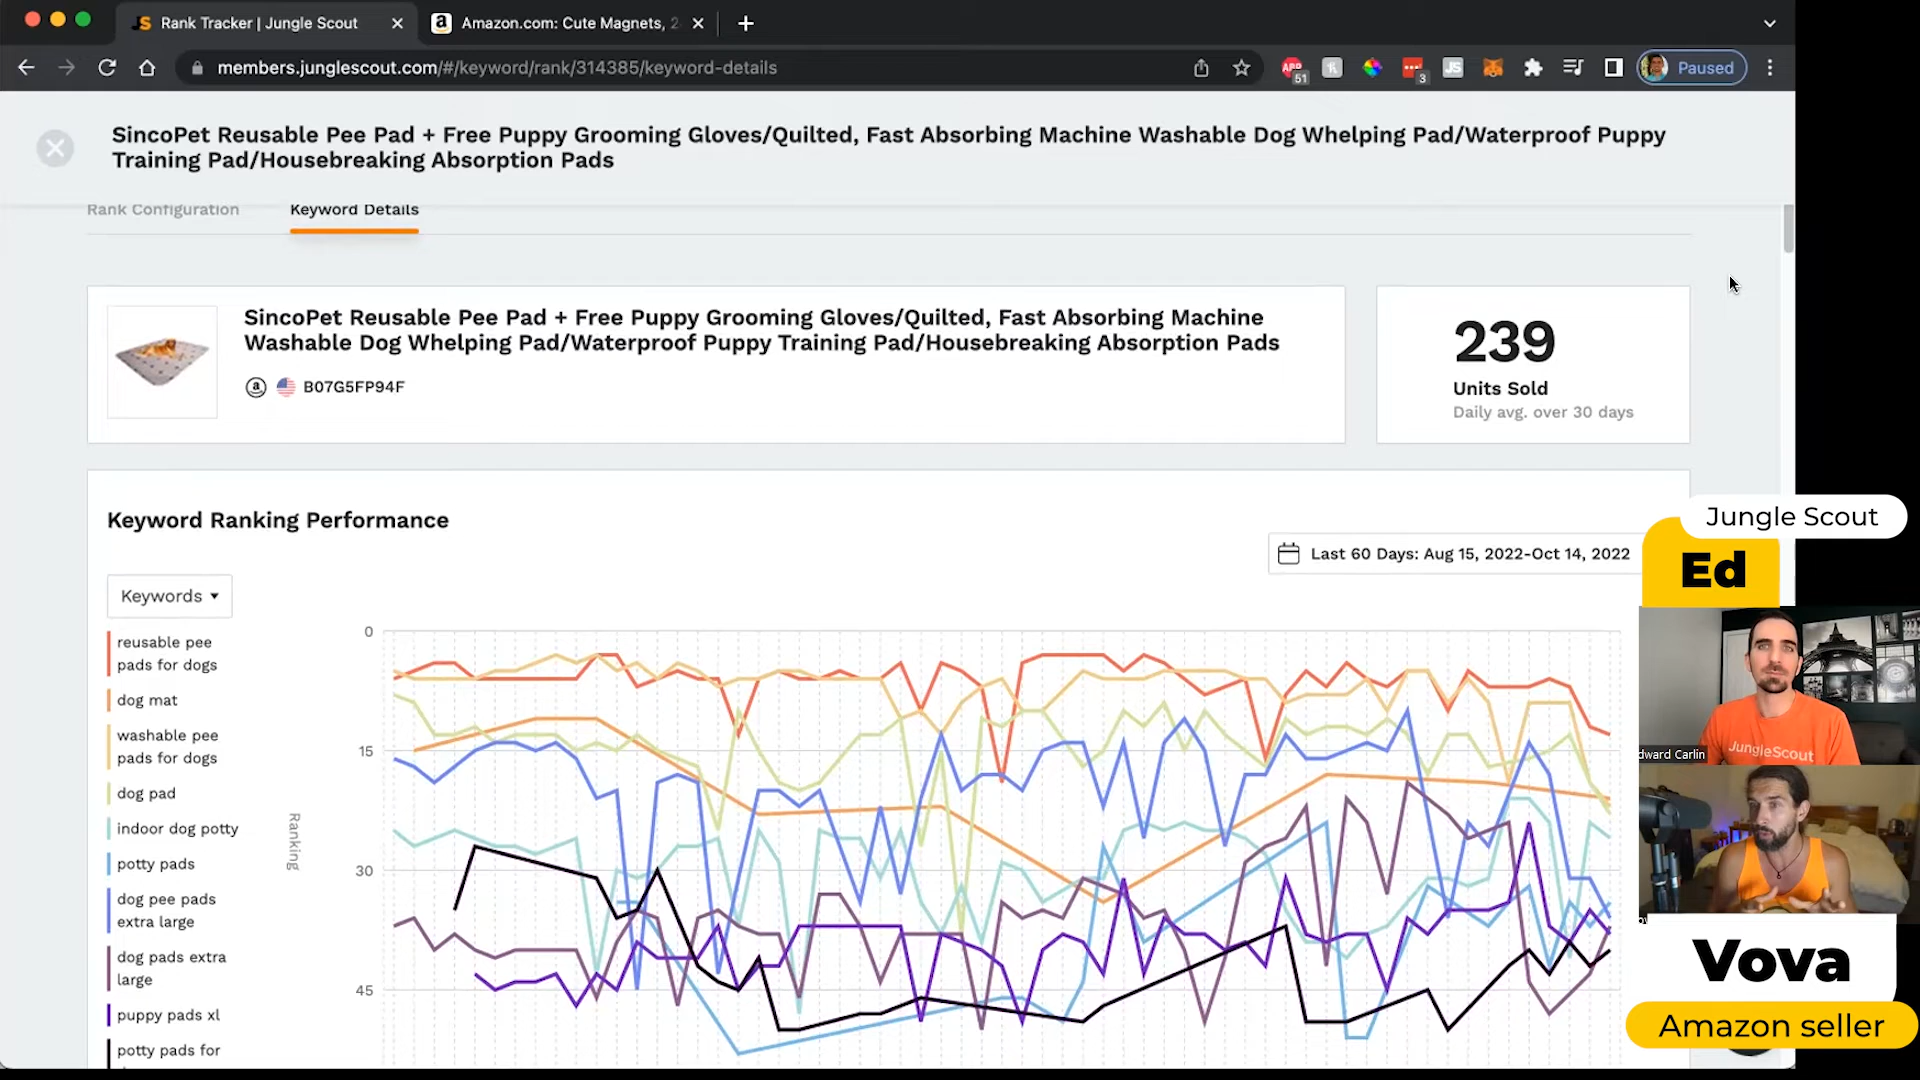 Rank Tracker | Jungle Scout
Amazon.com: Cute Magnets, 2
members.junglescout.com/#/keyword/rank/314385/keyword-details
ABP
51
3
JS
Paused
SincoPet Reusable Pee Pad + Free Puppy Grooming Gloves/Quilted, Fast Absorbing Machine Washable Dog Whelping Pad/Waterproof Puppy
Training Pad/Housebreaking Absorption Pads
Rank Configuration
Keyword Details
SincoPet Reusable Pee Pad + Free Puppy Grooming Gloves/Quilted, Fast Absorbing Machine
Washable Dog Whelping Pad/Waterproof Puppy Training Pad/Housebreaking Absorption Pads
B07G5FP94F
239
Units Sold
Daily avg. over 30 days
Keyword Ranking Performance
Last 60 Days: Aug 15, 2022-Oct 14, 2022
Keywords
reusable pee
pads for dogs
dog mat
washable pee
pads for dogs
dog pad
indoor dog potty
potty pads
dog pee pads
extra large
dog pads extra
large
puppy pads xl
potty pads for
Ranking
0
15
30
45
Jungle Scout
Ed
JungleScout
dward Carlin
Vova
Amazon seller